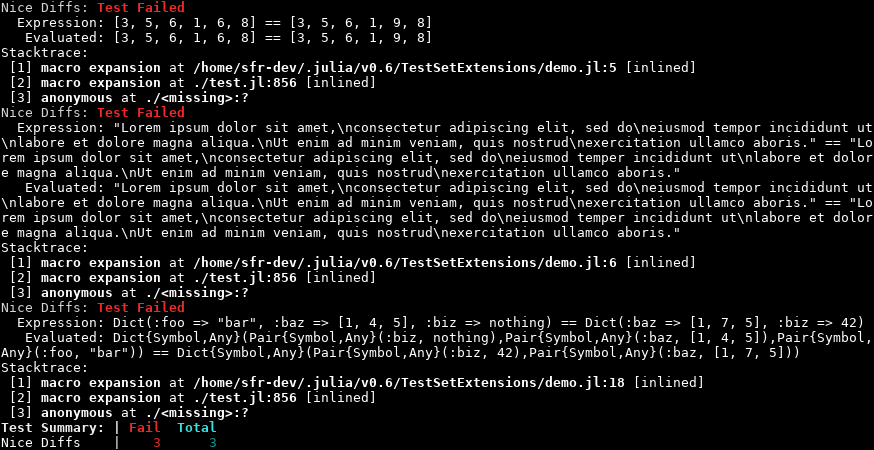 Nice Diffs: Test Failed
  Expression: [3, 5, 6, 1, 6, 8] == [3, 5, 6, 1, 9, 8]
   Evaluated: [3, 5, 6, 1, 6, 8] == [3, 5, 6, 1, 9, 8]
Stacktrace:
 [1] macro expansion at /home/sfr-dev/.julia/v0.6/TestSetExtensions/demo.jl:5 [inlined]
 [2] macro expansion at ./test.jl:856 [inlined]
 [3] anonymous at ./<missing>:?
Nice Diffs: Test Failed
  Expression: "Lorem ipsum dolor sit amet,\nconsectetur adipiscing elit, sed do\neiusmod tempor incididunt ut
\nlabore et dolore magna aliqua.\nUt enim ad minim veniam, quis nostrud\nexercitation ullamco aboris." == "Lo
rem ipsum dolor sit amet,\nconsectetur adipiscing elit, sed do\neiusmod temper incididunt ut\nlabore et dolor
e magna aliqua.\nUt enim ad minim veniam, quis nostrud\nexercitation ullamco aboris."
   Evaluated: "Lorem ipsum dolor sit amet,\nconsectetur adipiscing elit, sed do\neiusmod tempor incididunt ut
\nlabore et dolore magna aliqua.\nUt enim ad minim veniam, quis nostrud\nexercitation ullamco aboris." == "Lo
rem ipsum dolor sit amet,\nconsectetur adipiscing elit, sed do\neiusmod temper incididunt ut\nlabore et dolor
e magna aliqua.\nUt enim ad minim veniam, quis nostrud\nexercitation ullamco aboris."
Stacktrace:
 [1] macro expansion at /home/sfr-dev/.julia/v0.6/TestSetExtensions/demo.jl:6 [inlined]
 [2] macro expansion at ./test.jl:856 [inlined]
 [3] anonymous at ./<missing>:?
Nice Diffs: Test Failed
  Expression: Dict(:foo => "bar", :baz => [1, 4, 5], :biz => nothing) == Dict(:baz => [1, 7, 5], :biz => 42)
   Evaluated: Dict{Symbol,Any}(Pair{Symbol,Any}(:biz, nothing),Pair{Symbol,Any}(:baz, [1, 4, 5]),Pair{Symbol,
Any}(:foo, "bar")) == Dict{Symbol,Any}(Pair{Symbol,Any}(:biz, 42),Pair{Symbol,Any}(:baz, [1, 7, 5]))
Stacktrace:
 [1] macro expansion at /home/sfr-dev/.julia/v0.6/TestSetExtensions/demo.jl:18 [inlined]
 [2] macro expansion at ./test.jl:856 [inlined]
 [3] anonymous at ./<missing>:?
Test Summary: | Fail  Total
Nice Diffs    |    3      3